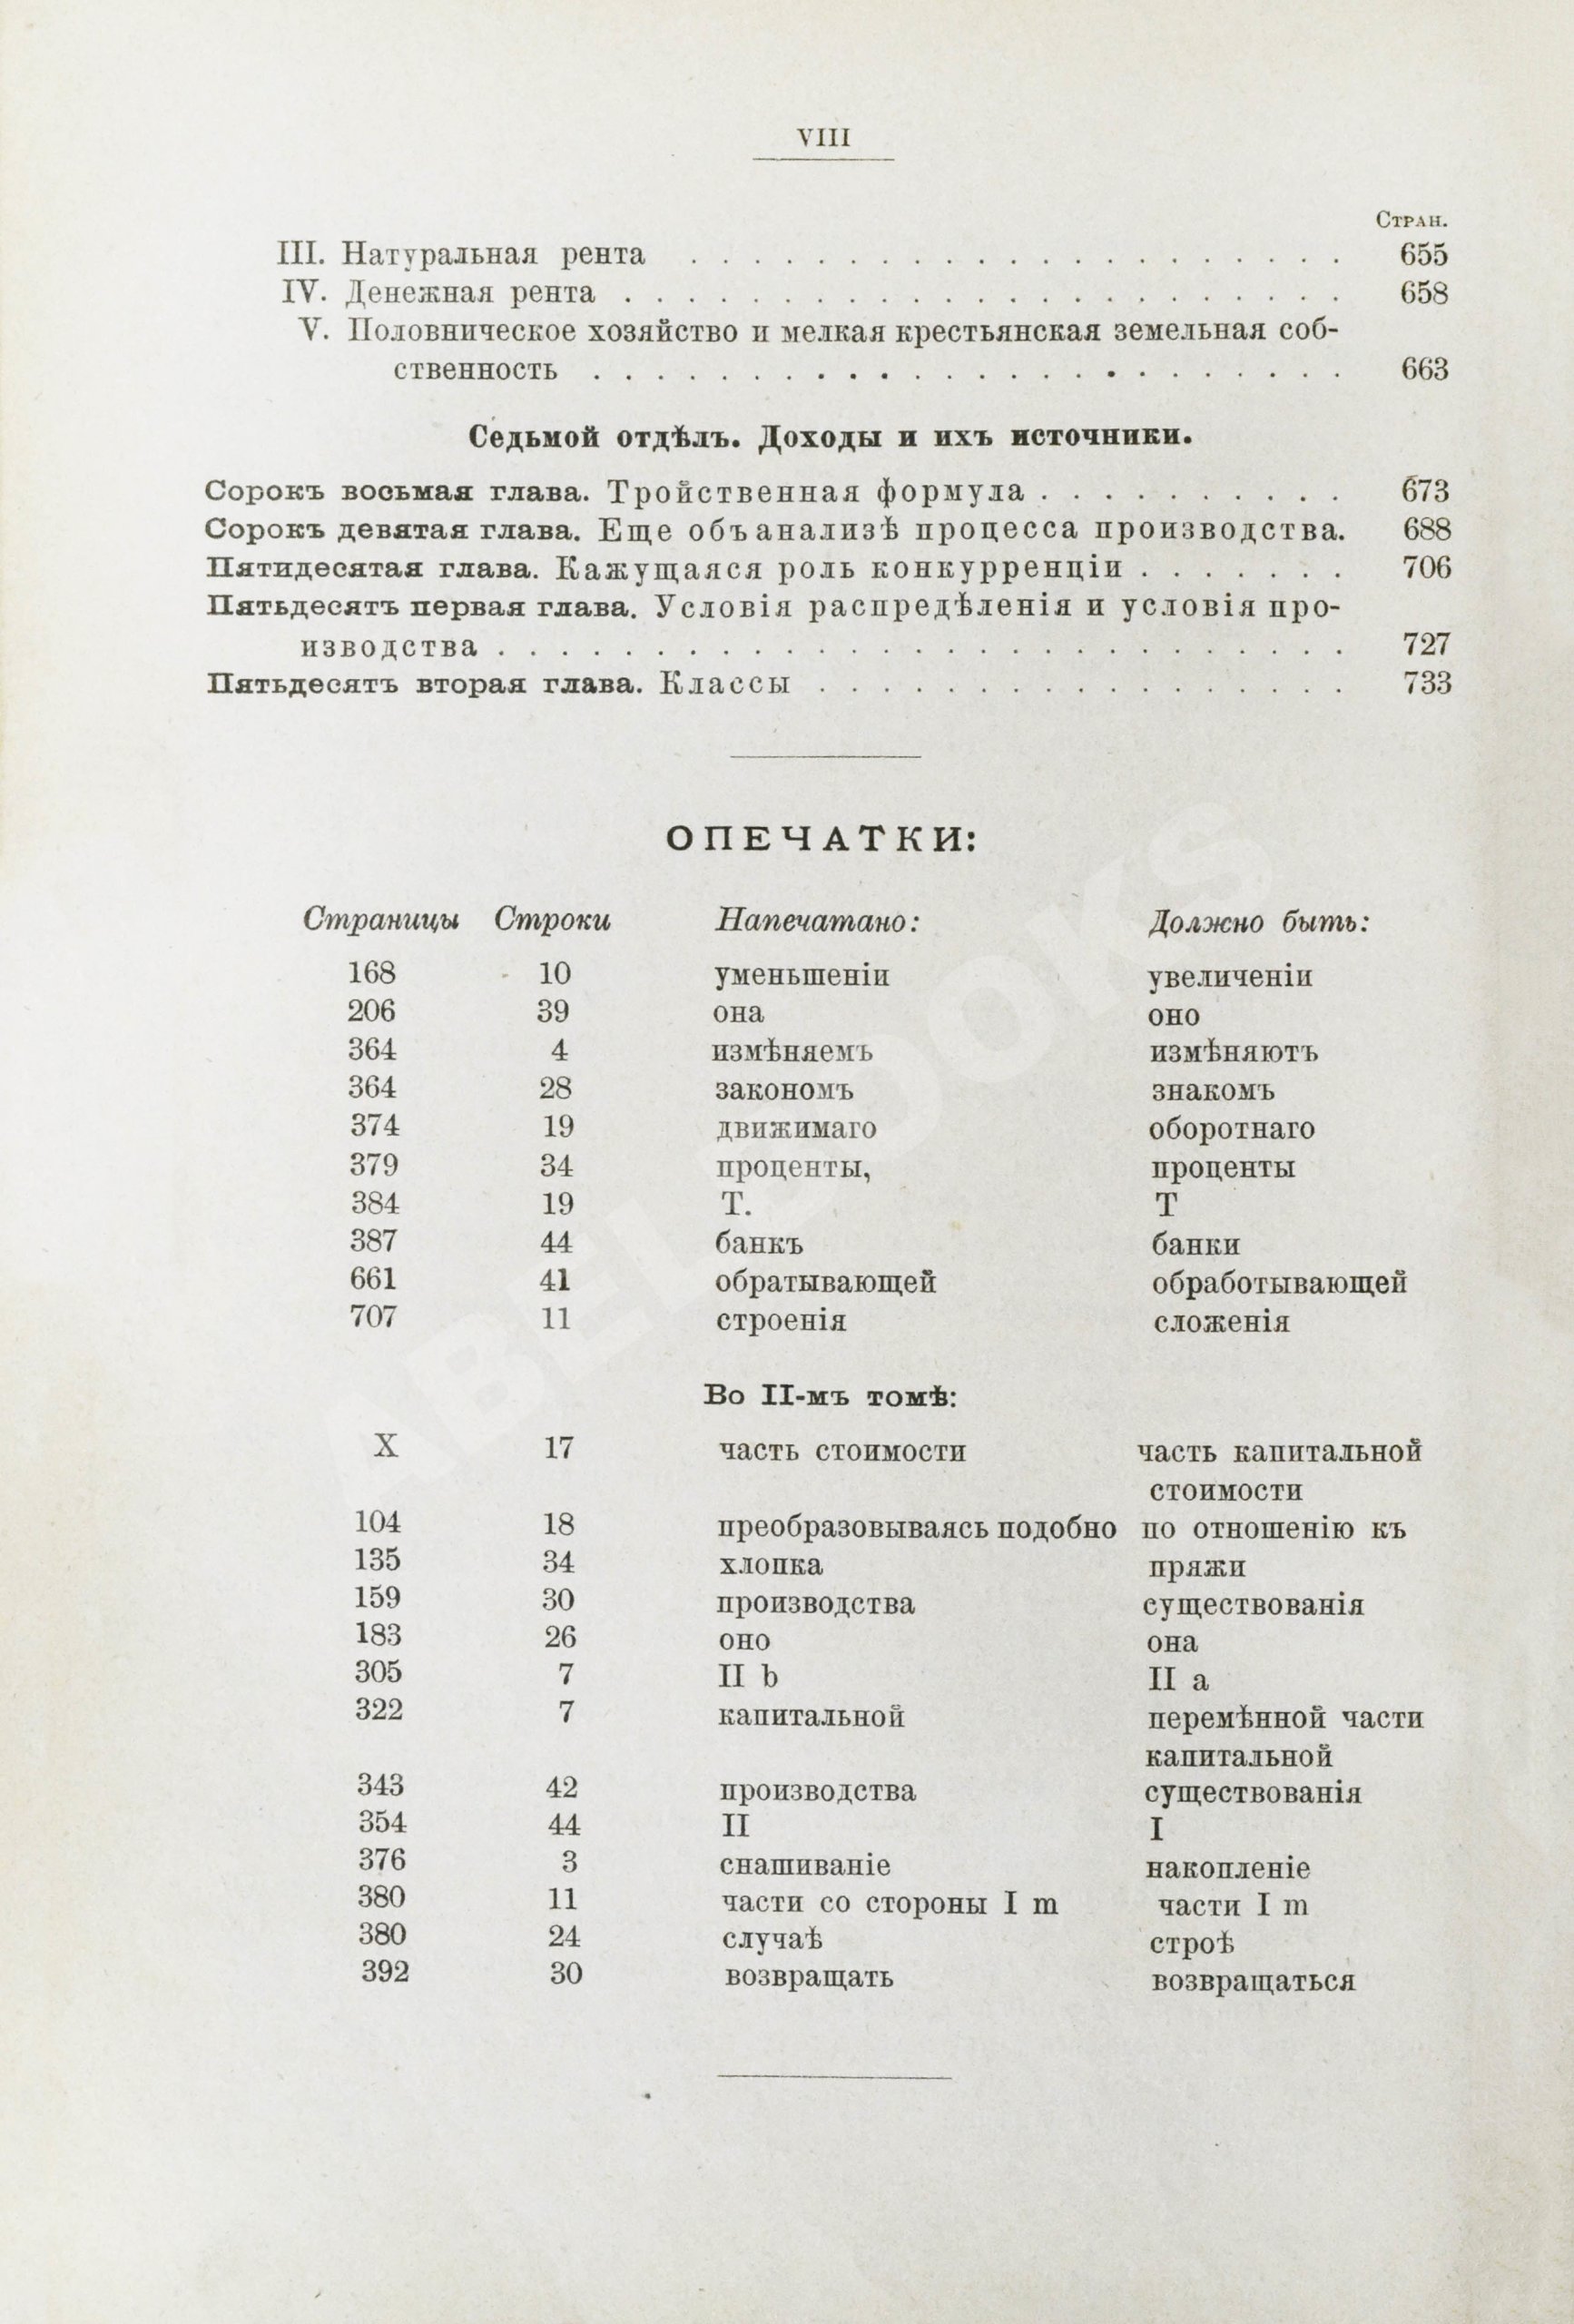 VIII
Стран.
III. Натуральная рента . . . . . . . . . . . . . . . . . . . . . 655
IV. Денежная рента . . . . . . . . . . . . . . . . . . . . . . . 658
V. Половническое хозяйство и мелкая крестьянская земельная соб-
ственность . . . . . . . . . . . . . . . . . . . . . . . . 663
Седьмой отдѣлъ. Доходы и ихъ источники.
Сорокъ восьмая глава. Тройственная формула . . . . . . . . . . 673
Сорокъ девятая глава. Еще объ анализѣ процесса производства. 688
Пятидесятая глава. Кажущаяся роль конкурренціи . . . . . . . 706
Пятьдесятъ первая глава. Условія распредѣленія и условія про-
изводства . . . . . . . . . . . . . . . . . . . . . . . . . . . 727
Пятьдесятъ вторая глава. Классы . . . . . . . . . . . . . . . . . 733
ОПЕЧАТКИ:
Страницы Строки Напечатано: Должно быть:
168 10 уменьшеніи увеличеніи
206 39 она оно
364 4 измѣняемъ измѣняютъ
364 28 закономъ знакомъ
374 19 движимаго оборотнаго
379 34 проценты, проценты
384 19 Т. Т
387 44 банкъ банки
661 41 обратывающей обработывающей
707 11 строенія сложенія
Во II-мъ томѣ:
X 17 часть стоимости часть капитальной
стоимости
104 18 преобразовываясь подобно по отношенію къ
135 34 хлопка пряжи
159 30 производства существованія
183 26 оно она
305 7 II b II a
322 7 капитальной перемѣнной части
капитальной
343 42 производства существованія
354 44 II I
376 3 снашиваніе накопленіе
380 11 части со стороны I m части I m
380 24 случаѣ строѣ
392 30 возвращать возвращаться
ABEL BOOKS